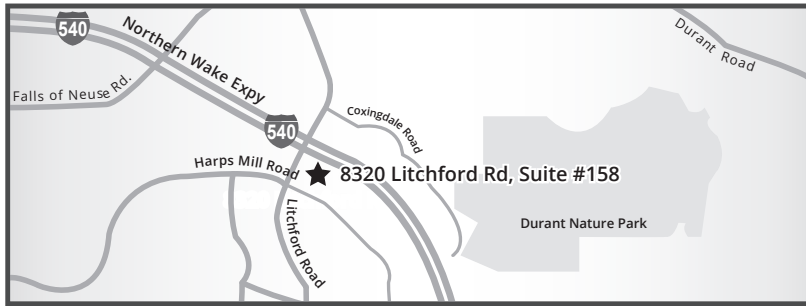 540
Northern Wake Expy
Durant Road
Falls of Neuse Rd.
540
Coxingdale Road
Harps Mill Road
8320 Litchford Rd, Suite #158
Litchford Road
Durant Nature Park